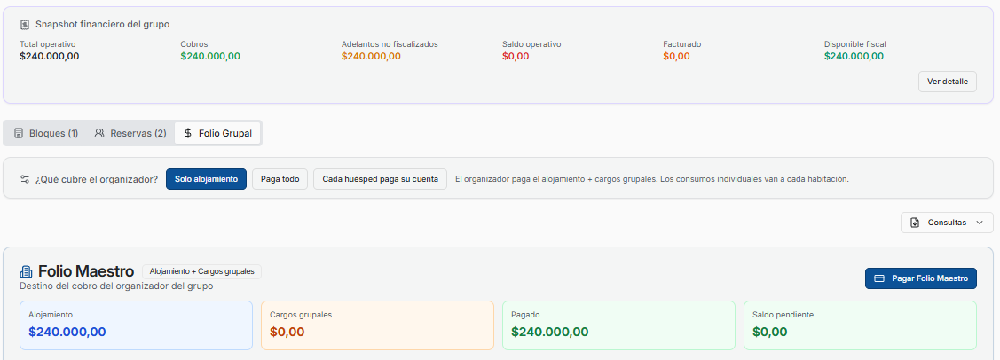 Snapshot financiero del grupo
Total operativo
$240.000,00
Cobros
$240.000,00
Adelantos no fiscalizados
$240.000,00
Saldo operativo
$0,00
Facturado
$0,00
Disponible fiscal
$240.000,00
Ver detalle
Bloques (1)
Reservas (2)
Folio Grupal
¿Qué cubre el organizador?
Solo alojamiento
Paga todo
Cada huésped paga su cuenta
El organizador paga el alojamiento + cargos grupales. Los consumos individuales van a cada habitación.
Consultas
Folio Maestro
Alojamiento + Cargos grupales
Destino del cobro del organizador del grupo
Pagar Folio Maestro
Alojamiento
$240.000,00
Cargos grupales
$0,00
Pagado
$240.000,00
Saldo pendiente
$0,00